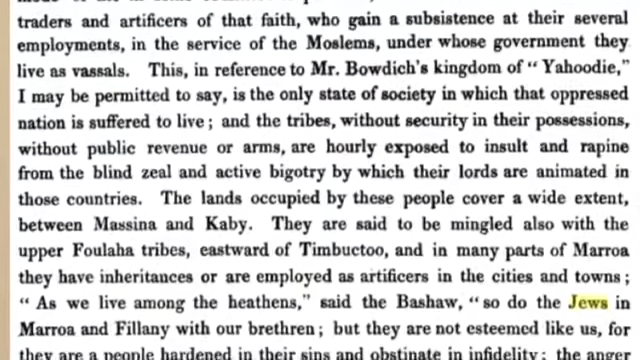 traders and artificers of that faith, who gain a subsistence at their several
employments, in the service of the Moslems, under whose government they
live as vassals. This, in reference to Mr. Bowdich's kingdom of "Yahoodie,"
I may be permitted to say, is the only state of society in which that oppressed
nation is suffered to live; and the tribes, without security in their possessions,
without public revenue or arms, are hourly exposed to insult and rapine
from the blind zeal and active bigotry by which their lords are animated in
those countries. The lands occupied by these people cover a wide extent,
between Massina and Kaby. They are said to be mingled also with the
upper Foulaha tribes, eastward of Timbuctoo, and in many parts of Marroa
they have inheritances or are employed as artificers in the cities and towns;
"As we live among the heathens," said the Bashaw, "so do the Jews in
Marroa and Fillany with our brethren; but they are not esteemed like us, for
they are a people hardened in their sins and obstinate in infidelity; the anger